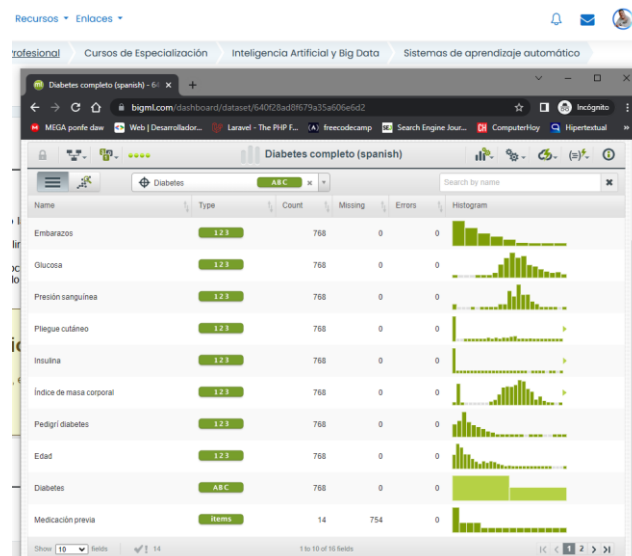 Recursos Enlaces
rofesional Cursos de Especialización Inteligencia Artificial y Big Data Sistemas de aprendizaje automático
Diabetes completo (spanish) - 64
bigml.com/dashboard/dataset/640f28ad8f679a35a606e6d2 Incógnito
MEGA ponfe daw Web | Desarrollador... Laravel - The PHP F... (A) freecodecamp SEJ Search Engine Jour... ComputerHoy Hipertextual »
Diabetes completo (spanish)
Diabetes ABC Search by name
Name Type Count Missing Errors Histogram
Embarazos 123 768 0 0
Glucosa 123 768 0 0
Presión sanguínea 123 768 0 0
Pliegue cutáneo 123 768 0 0
Insulina 123 768 0 0
Índice de masa corporal 123 768 0 0
Pedigrí diabetes 123 768 0 0
Edad 123 768 0 0
Diabetes ABC 768 0 0
Medicación previa items 14 754 0
Show 10 fields 14 1 to 10 of 16 fields 1 2